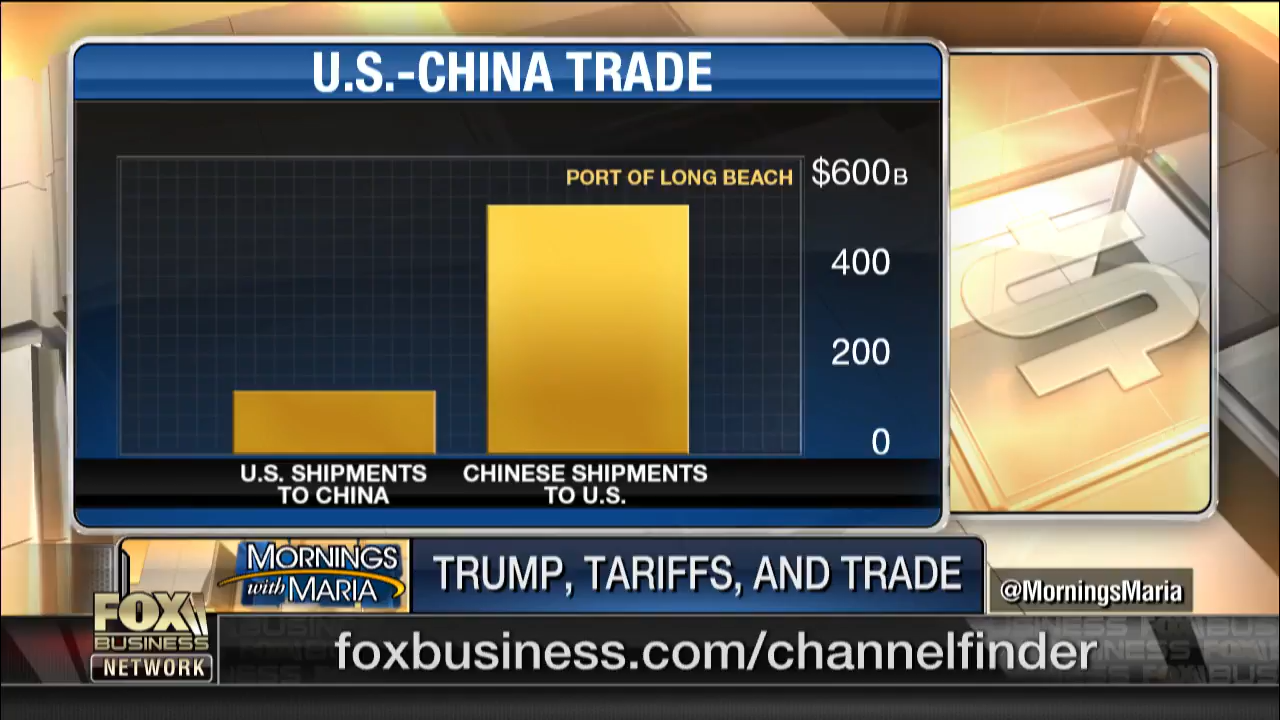 U.S.-CHINA TRADE
PORT OF LONG BEACH
$600B
400
200
0
U.S. SHIPMENTS
TO CHINA
CHINESE SHIPMENTS
TO U.S.
MORNINGS
with MARIA
TRUMP, TARIFFS, AND TRADE
@MorningsMaria
FOX
BUSINESS
NETWORK
foxbusiness.com/channelfinder